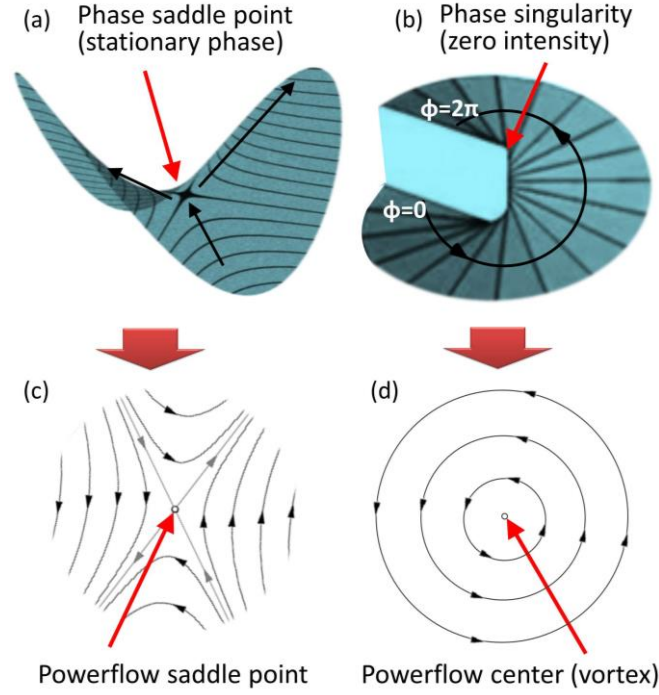 (a)
Phase saddle point
(stationary phase)
(b)
Phase singularity
(zero intensity)
ϕ=2π
ϕ=0
(c)
(d)
Powerflow saddle point
Powerflow center (vortex)